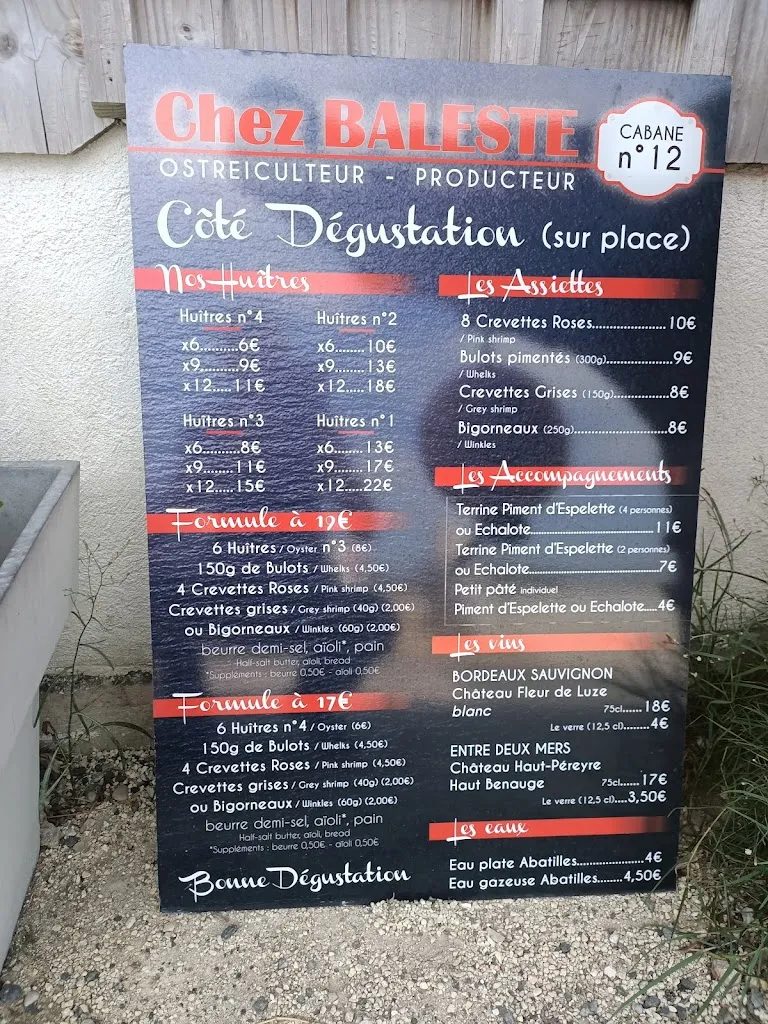 Chez BALESTE
CABANE
n°12
OSTREICULTEUR - PRODUCTEUR
Côté Dégustation (sur place)
Nos Huîtres
Huîtres n°4
x6..........6€
x9..........9€
x12.....11€
Huîtres n°2
x6........10€
x9........13€
x12.....18€
Huîtres n°3
x6..........8€
x9........11€
x12.....15€
Huîtres n°1
x6........13€
x9........17€
x12.....22€
Formule à 19€
6 Huîtres / Oyster n°3 (8€)
150g de Bulots / Whelks (4,50€)
4 Crevettes Roses / Pink shrimp (4,50€)
Crevettes grises / Grey shrimp (40g) (2,00€)
ou Bigorneaux / Winkles (60g) (2,00€)
beurre demi-sel, aïoli*, pain
Half-salt butter, aïoli, bread
*Suppléments : beurre 0,50€ - aïoli 0,50€
Formule à 17€
6 Huîtres n°4 / Oyster (6€)
150g de Bulots / Whelks (4,50€)
4 Crevettes Roses / Pink shrimp (4,50€)
Crevettes grises / Grey shrimp (40g) (2,00€)
ou Bigorneaux / Winkles (60g) (2,00€)
beurre demi-sel, aïoli*, pain
Half-salt butter, aïoli, bread
*Suppléments : beurre 0,50€ - aïoli 0,50€
Bonne Dégustation
Les Assiettes
8 Crevettes Roses......................10€
/ Pink shrimp
Bulots pimentés (300g)....................9€
/ Whelks
Crevettes Grises (150g).................8€
/ Grey shrimp
Bigorneaux (250g)............................8€
/ Winkles
Les Accompagnements
Terrine Piment d'Espelette (4 personnes)
ou Echalote.....................................11€
Terrine Piment d'Espelette (2 personnes)
ou Echalote.......................................7€
Petit pâté individuel
Piment d'Espelette ou Echalote.....4€
Les vins
BORDEAUX SAUVIGNON
Château Fleur de Luze
blanc 75cl......18€
Le verre (12,5 cl).......4€
ENTRE DEUX MERS
Château Haut-Péreyre
Haut Benauge 75cl......17€
Le verre (12,5 cl)....3,50€
Les eaux
Eau plate Abatilles....................4€
Eau gazeuse Abatilles........4,50€